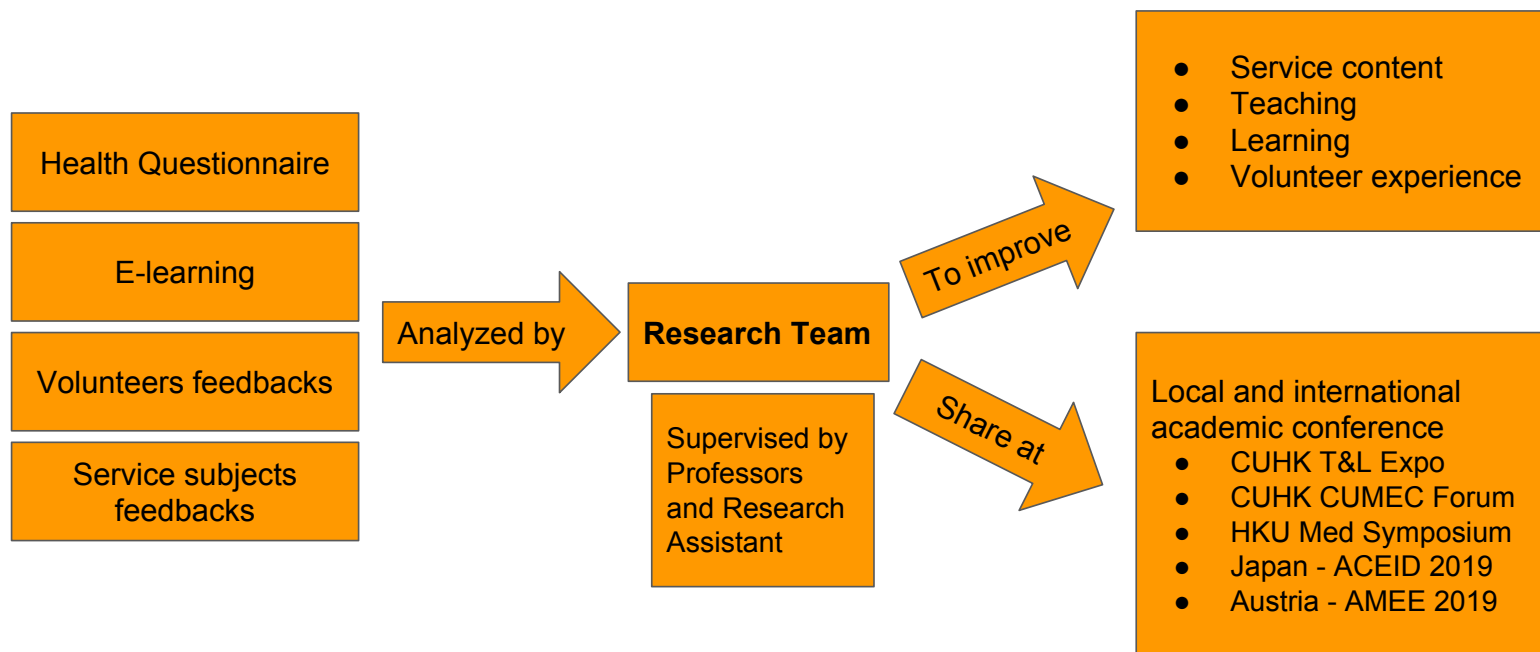 Health Questionnaire
E-learning
Volunteers feedbacks
Service subjects
feedbacks
Analyzed by
Research Team
Supervised by
Professors
and Research
Assistant
To improve
● Service content
● Teaching
● Learning
● Volunteer experience
Share at
Local and international
academic conference
● CUHK T&L Expo
● CUHK CUMEC Forum
● HKU Med Symposium
● Japan - ACEID 2019
● Austria - AMEE 2019